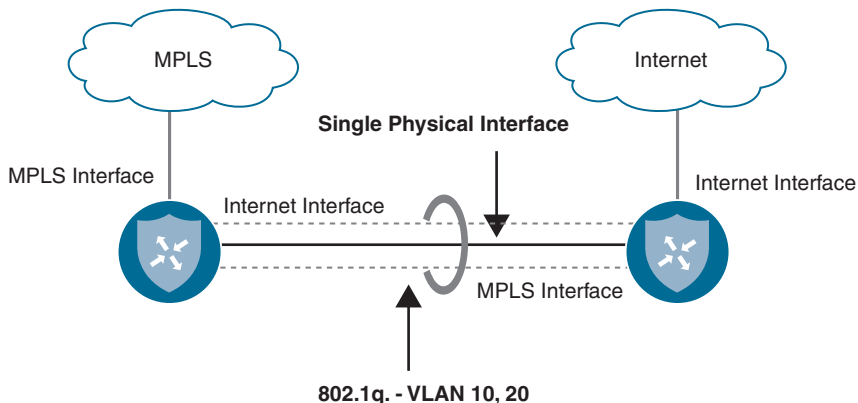 MPLS
Internet
Single Physical Interface
MPLS Interface
Internet Interface
Internet Interface
MPLS Interface
802.1q. - VLAN 10, 20